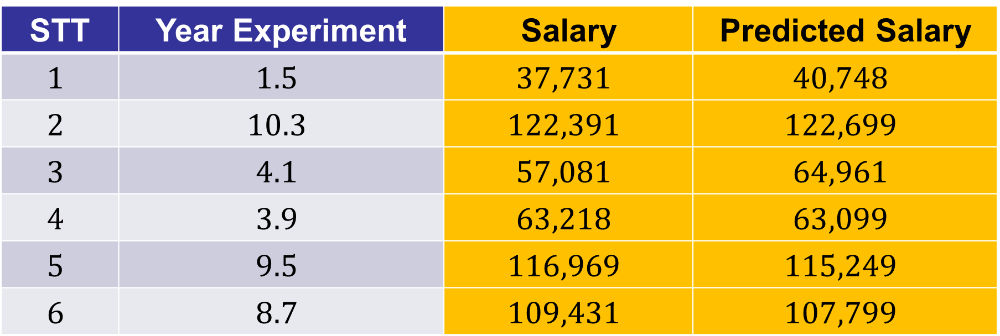 STT Year Experiment Salary Predicted Salary
1 1.5 37,731 40,748
2 10.3 122,391 122,699
3 4.1 57,081 64,961
4 3.9 63,218 63,099
5 9.5 116,969 115,249
6 8.7 109,431 107,799